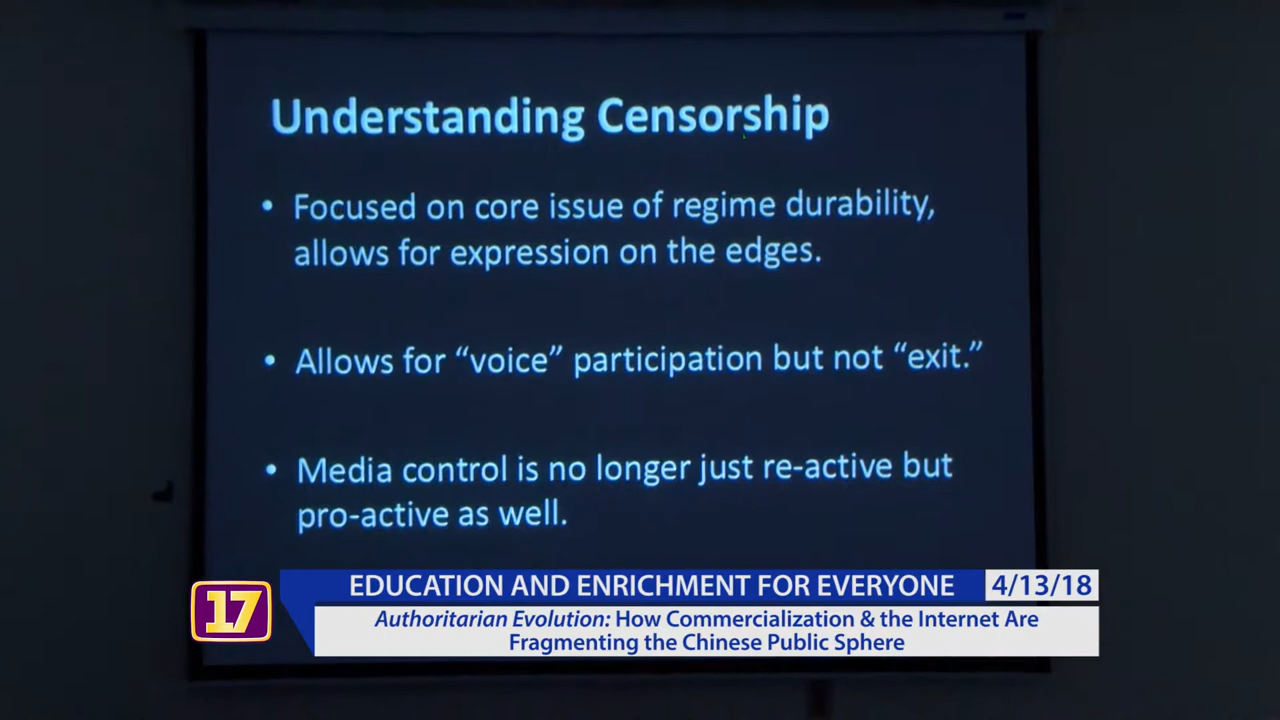 Understanding Censorship
• Focused on core issue of regime durability,
allows for expression on the edges.
• Allows for “voice” participation but not “exit.”
• Media control is no longer just re-active but
pro-active as well.
17
EDUCATION AND ENRICHMENT FOR EVERYONE
4/13/18
Authoritarian Evolution: How Commercialization & the Internet Are
Fragmenting the Chinese Public Sphere